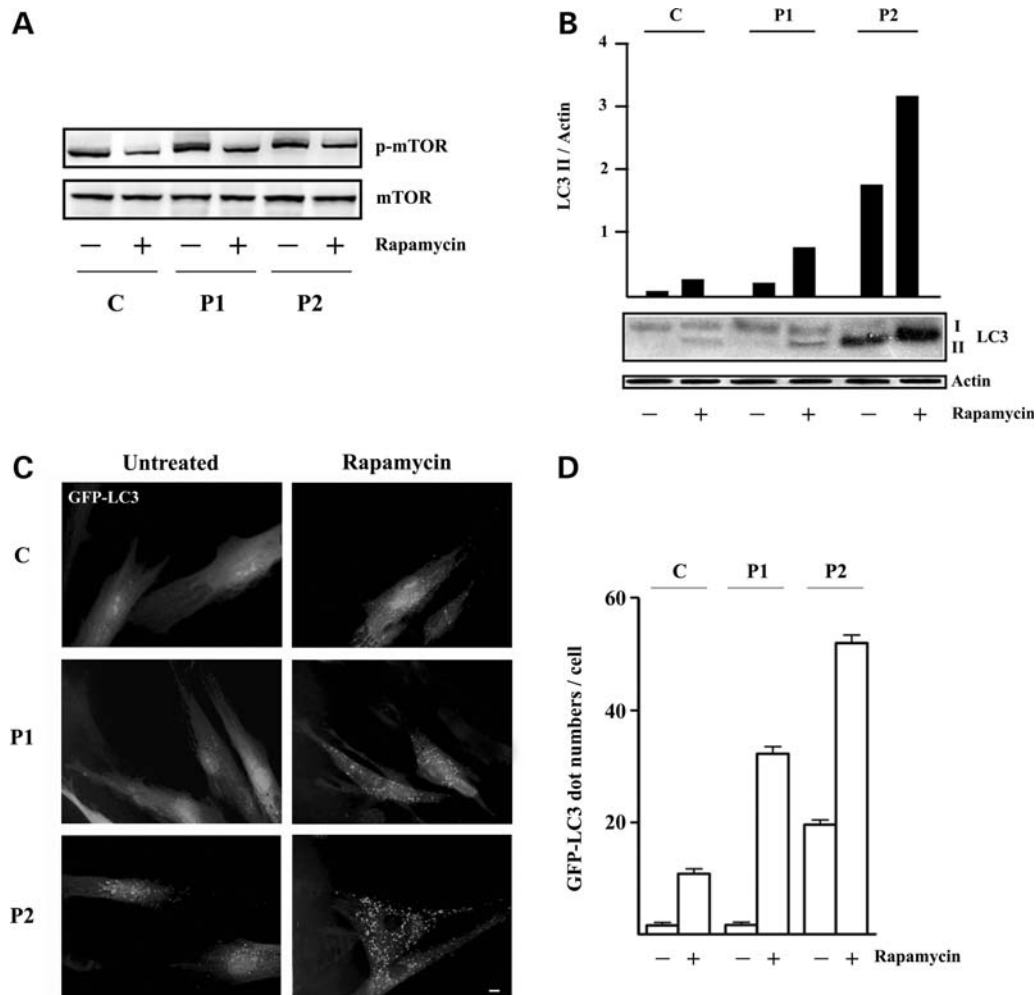 A
p-mTOR
mTOR
− + − + − + Rapamycin
C P1 P2
B
C P1 P2
4
3
2
1
LC3 II / Actin
I
II
LC3
Actin
− + − + − + Rapamycin
C
Untreated Rapamycin
GFP-LC3
C
P1
P2
D
C P1 P2
60
40
20
GFP-LC3 dot numbers / cell
− + − + − + Rapamycin